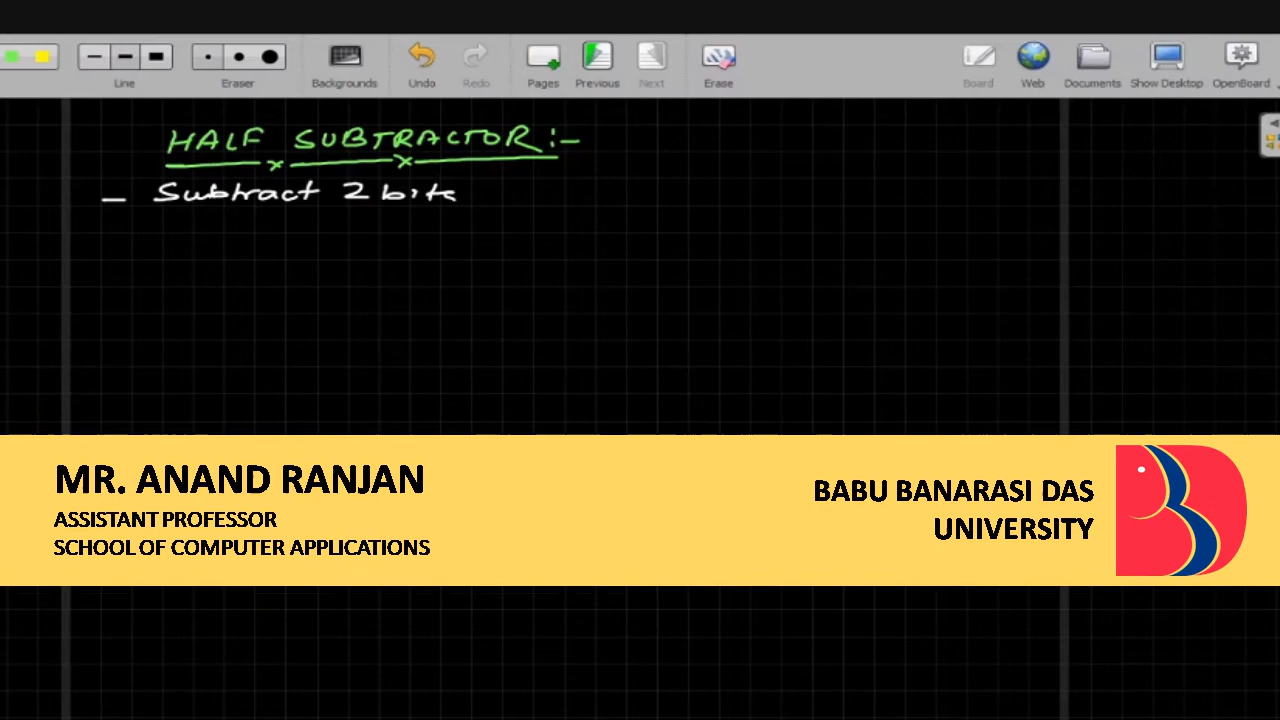 Line Eraser Backgrounds Undo Redo Pages Previous Next Erase Board Web Documents Show Desktop OpenBoard
HALF SUBTRACTOR:-
- Subtract 2 bits
MR. ANAND RANJAN
ASSISTANT PROFESSOR
SCHOOL OF COMPUTER APPLICATIONS
BABU BANARASI DAS
UNIVERSITY